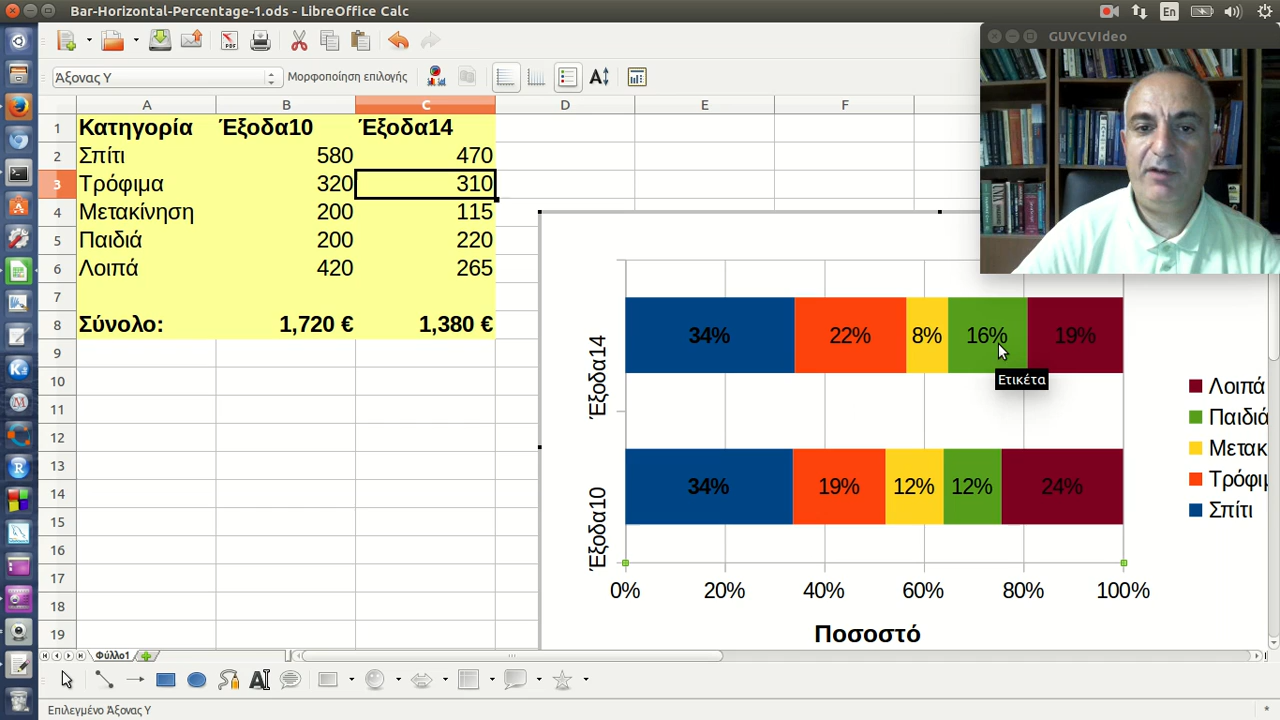 Bar-Horizontal-Percentage-1.ods - LibreOffice Calc
En
GUVCVIdeo
Άξονας Y
Μορφοποίηση επιλογής
A B C D E F
1 Κατηγορία Έξοδα10 Έξοδα14
2 Σπίτι 580 470
3 Τρόφιμα 320 310
4 Μετακίνηση 200 115
5 Παιδιά 200 220
6 Λοιπά 420 265
7
8 Σύνολο: 1,720 € 1,380 €
9
10
11
12
13
14
15
16
17
18
19
Έξοδα14
34% 22% 8% 16% 19%
Ετικέτα
Έξοδα10
34% 19% 12% 12% 24%
0% 20% 40% 60% 80% 100%
Ποσοστό
Λοιπά
Παιδιά
Μετακ
Τρόφιμ
Σπίτι
Φύλλο1
Επιλεγμένο Άξονας Y